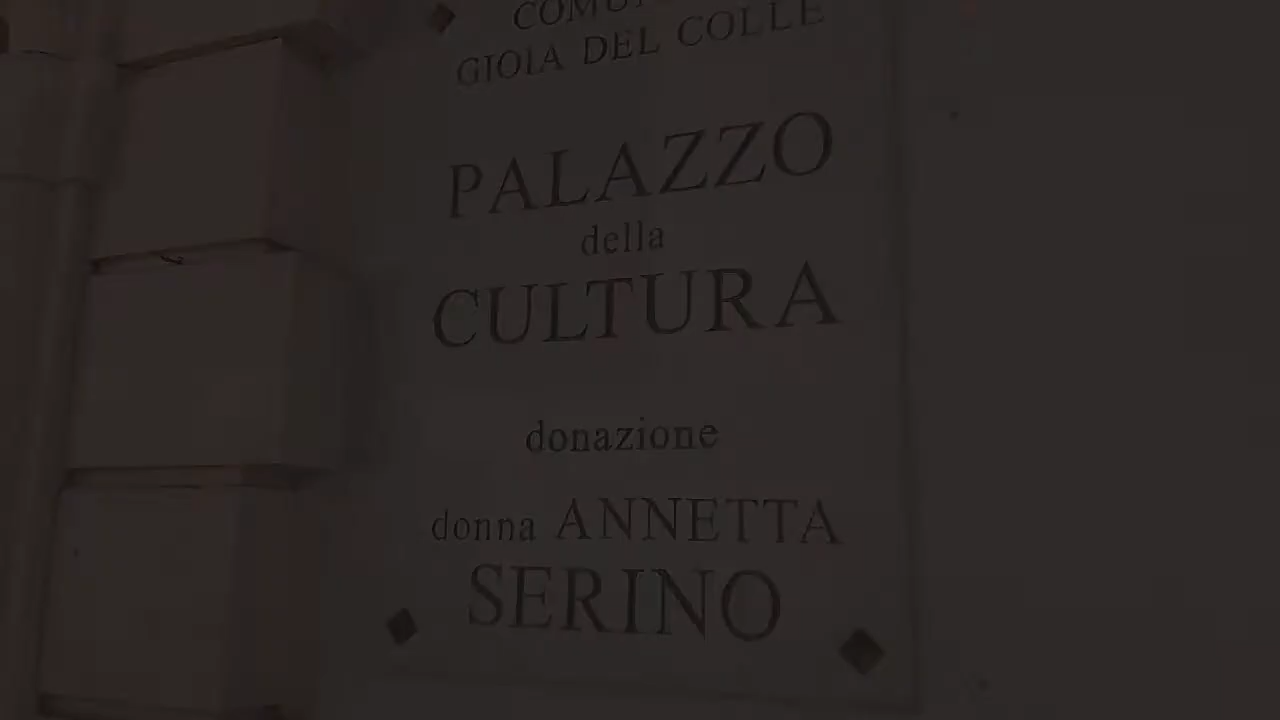 GIOIA DEL COLLE
PALAZZO
della
CULTURA
donazione
donna ANNETTA
SERINO